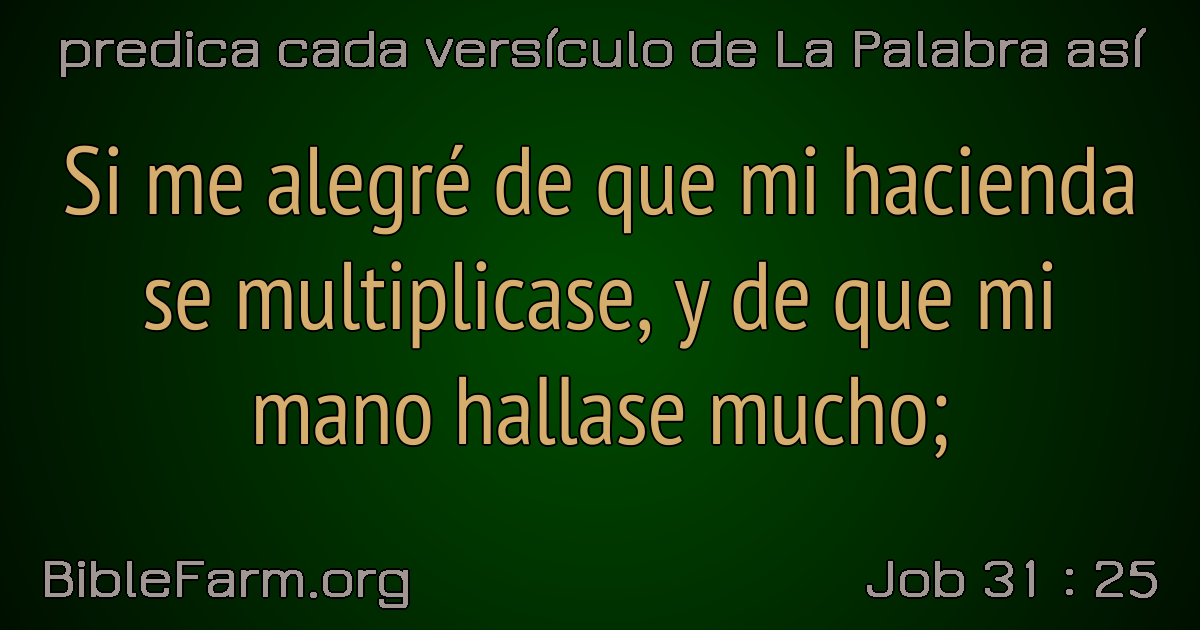 predica cada versículo de La Palabra así
Si me alegré de que mi hacienda
se multiplicase, y de que mi
mano hallase mucho;
BibleFarm.org
Job 31 : 25